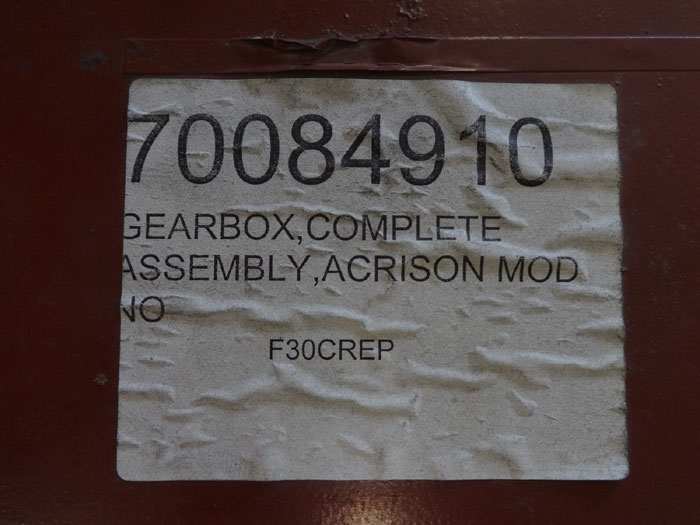 70084910
GEARBOX,COMPLETE
ASSEMBLY,ACRISON MOD
NO
F30CREP